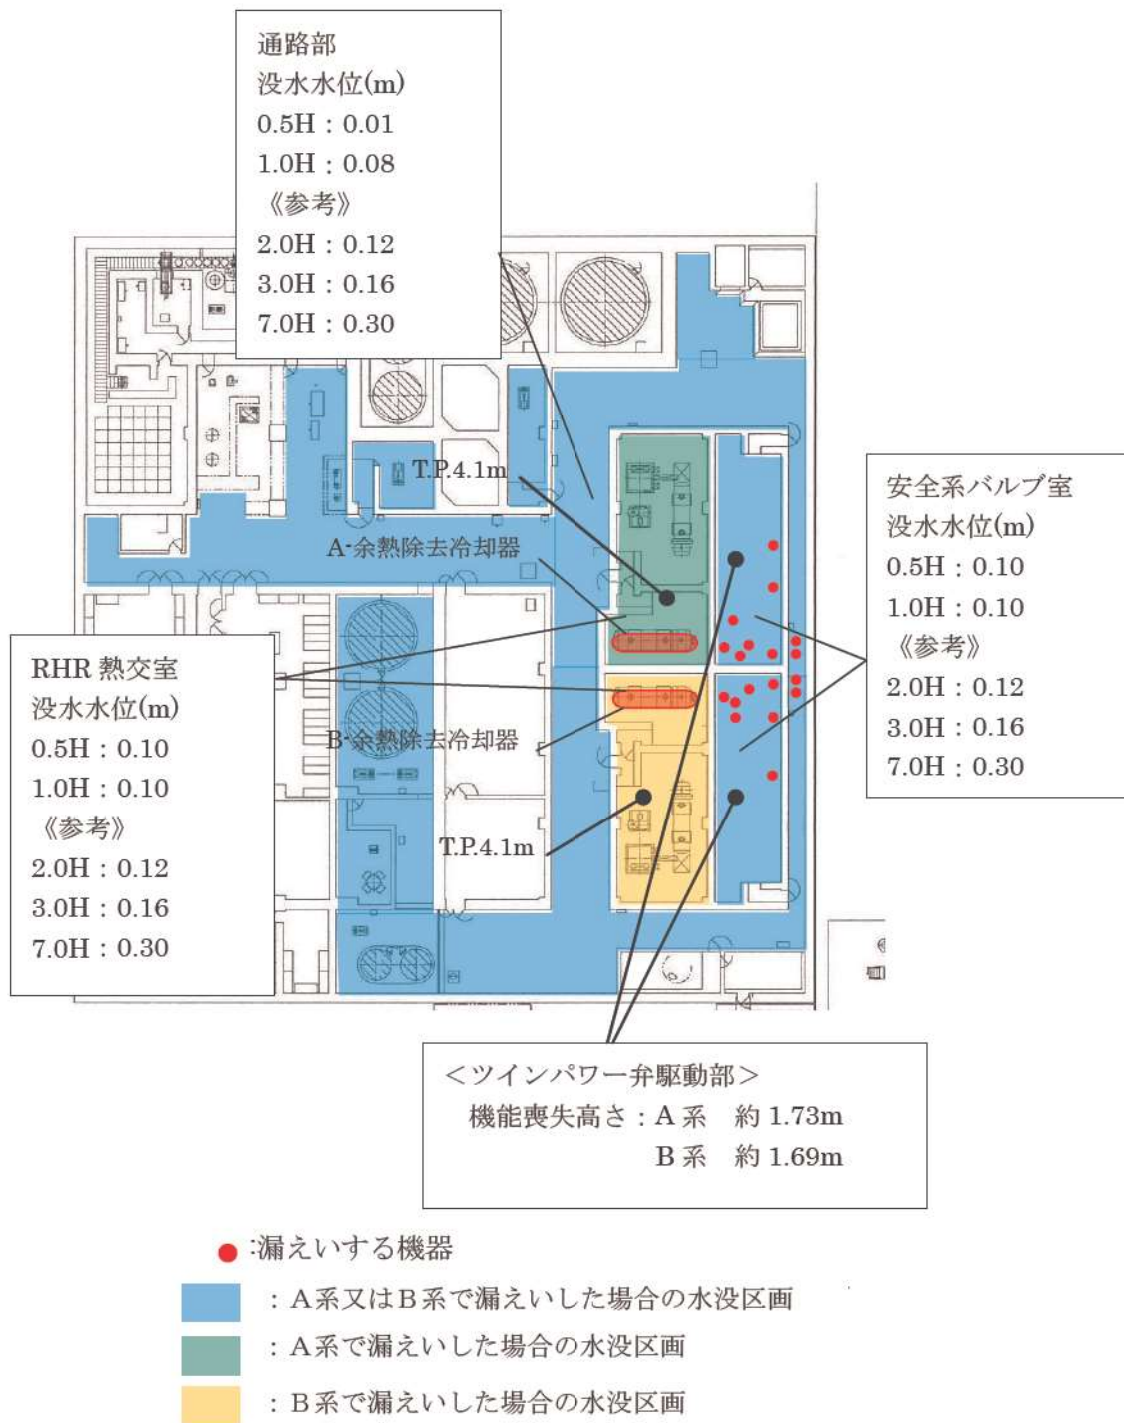 通路部
没水水位(m)
0.5H：0.01
1.0H：0.08
《参考》
2.0H：0.12
3.0H：0.16
7.0H：0.30
T.P.4.1m
A-余熱除去冷却器
安全系バルブ室
没水水位(m)
0.5H：0.10
1.0H：0.10
《参考》
2.0H：0.12
3.0H：0.16
7.0H：0.30
RHR 熱交室
没水水位(m)
0.5H：0.10
1.0H：0.10
《参考》
2.0H：0.12
3.0H：0.16
7.0H：0.30
B-余熱除去冷却器
T.P.4.1m
＜ツインパワー弁駆動部＞
機能喪失高さ：A 系　約 1.73m
B 系　約 1.69m
:漏えいする機器
：A系又はB系で漏えいした場合の水没区画
：A系で漏えいした場合の水没区画
：B系で漏えいした場合の水没区画